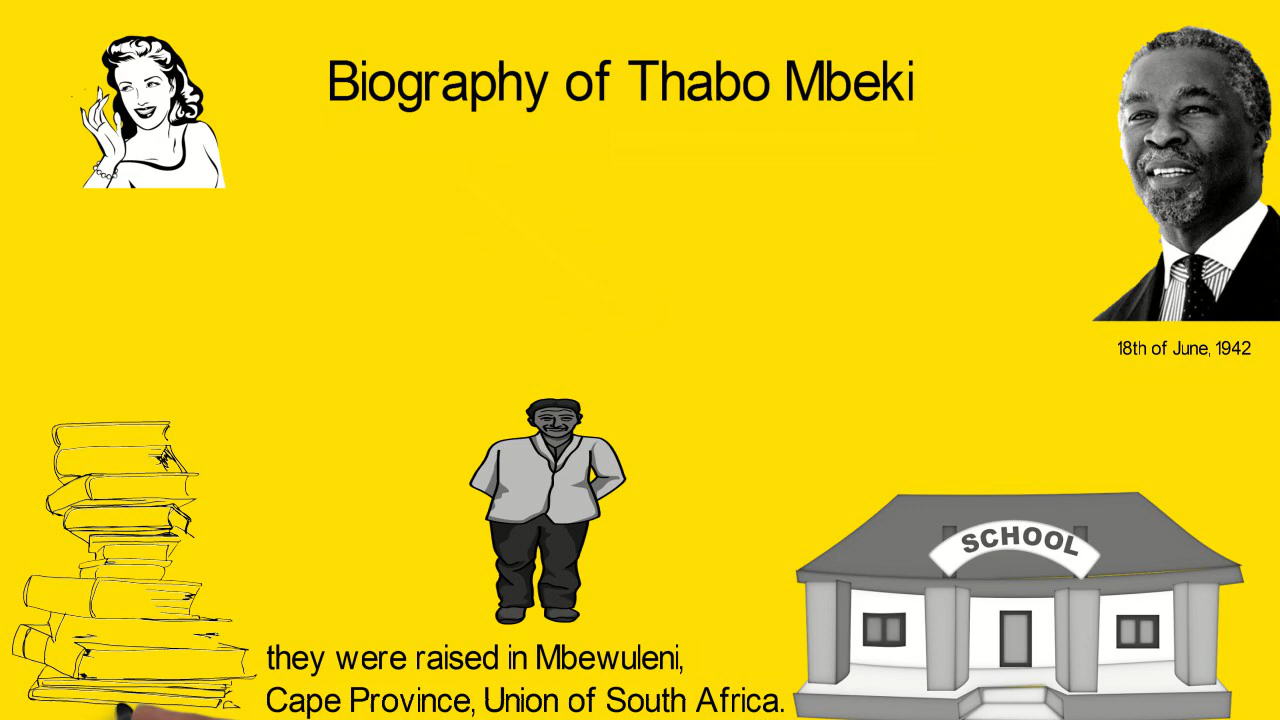 Biography of Thabo Mbeki
18th of June, 1942
SCHOOL
they were raised in Mbewuleni,
Cape Province, Union of South Africa.